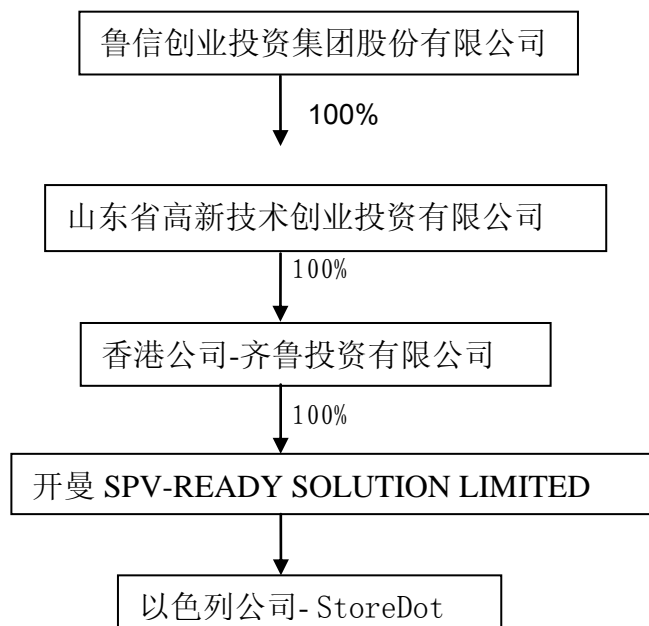 鲁信创业投资集团股份有限公司
100%
山东省高新技术创业投资有限公司
100%
香港公司-齐鲁投资有限公司
100%
开曼 SPV-READY SOLUTION LIMITED
以色列公司- StoreDot